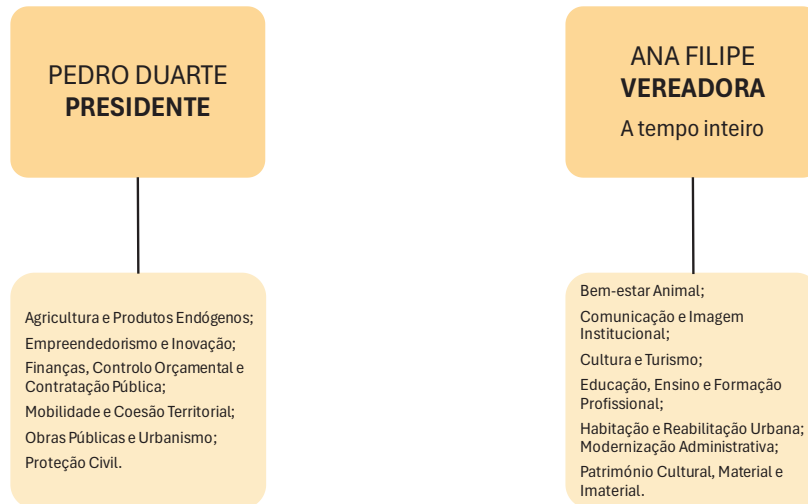 PEDRO DUARTE
PRESIDENTE
Agricultura e Produtos Endógenos;
Empreendedorismo e Inovação;
Finanças, Controlo Orçamental e
Contratação Pública;
Mobilidade e Coesão Territorial;
Obras Públicas e Urbanismo;
Proteção Civil.
ANA FILIPE
VEREADORA
A tempo inteiro
Bem-estar Animal;
Comunicação e Imagem
Institucional;
Cultura e Turismo;
Educação, Ensino e Formação
Profissional;
Habitação e Reabilitação Urbana;
Modernização Administrativa;
Património Cultural, Material e
Imaterial.